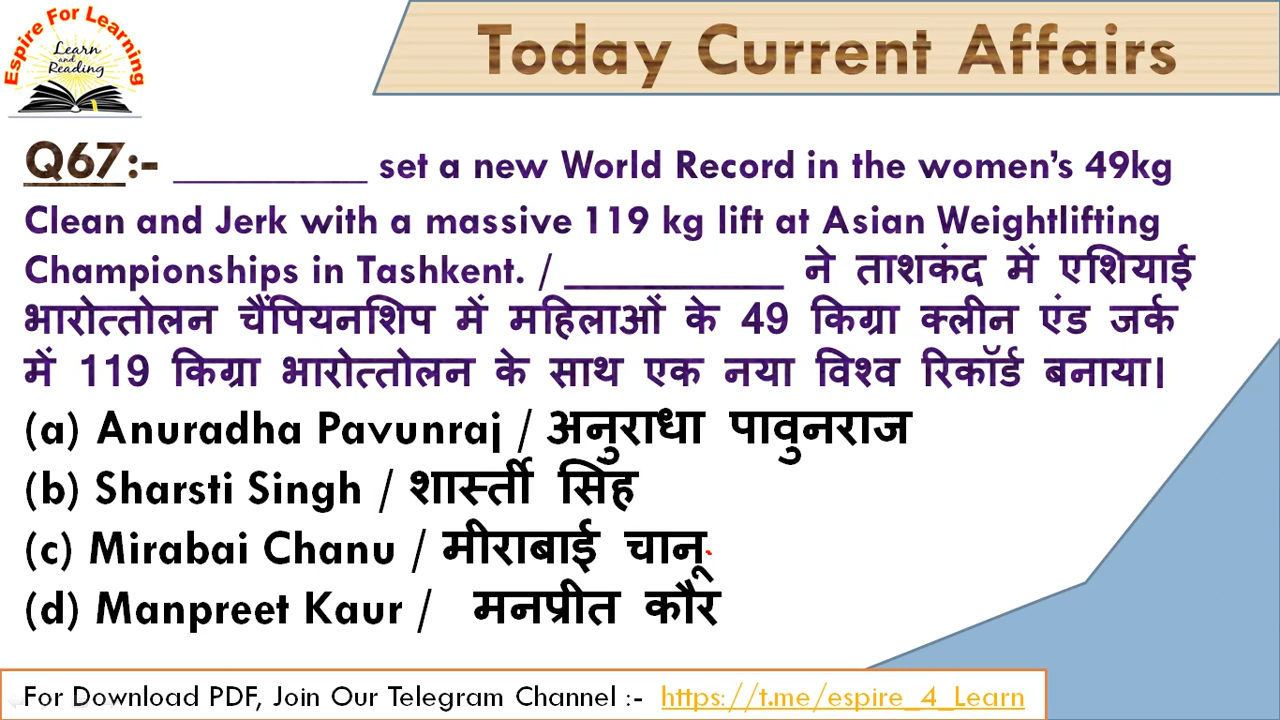 Espire For Learning
Learn
and
Reading
Today Current Affairs
Q67:- __________ set a new World Record in the women’s 49kg
Clean and Jerk with a massive 119 kg lift at Asian Weightlifting
Championships in Tashkent. / ___________ ने ताशकंद में एशियाई
भारोत्तोलन चैंपियनशिप में महिलाओं के 49 किग्रा क्लीन एंड जर्क
में 119 किग्रा भारोत्तोलन के साथ एक नया विश्व रिकॉर्ड बनाया।
(a) Anuradha Pavunraj / अनुराधा पावुनराज
(b) Sharsti Singh / शार्स्ती सिंह
(c) Mirabai Chanu / मीराबाई चानू
(d) Manpreet Kaur / मनप्रीत कौर
For Download PDF, Join Our Telegram Channel :- https://t.me/espire_4_Learn